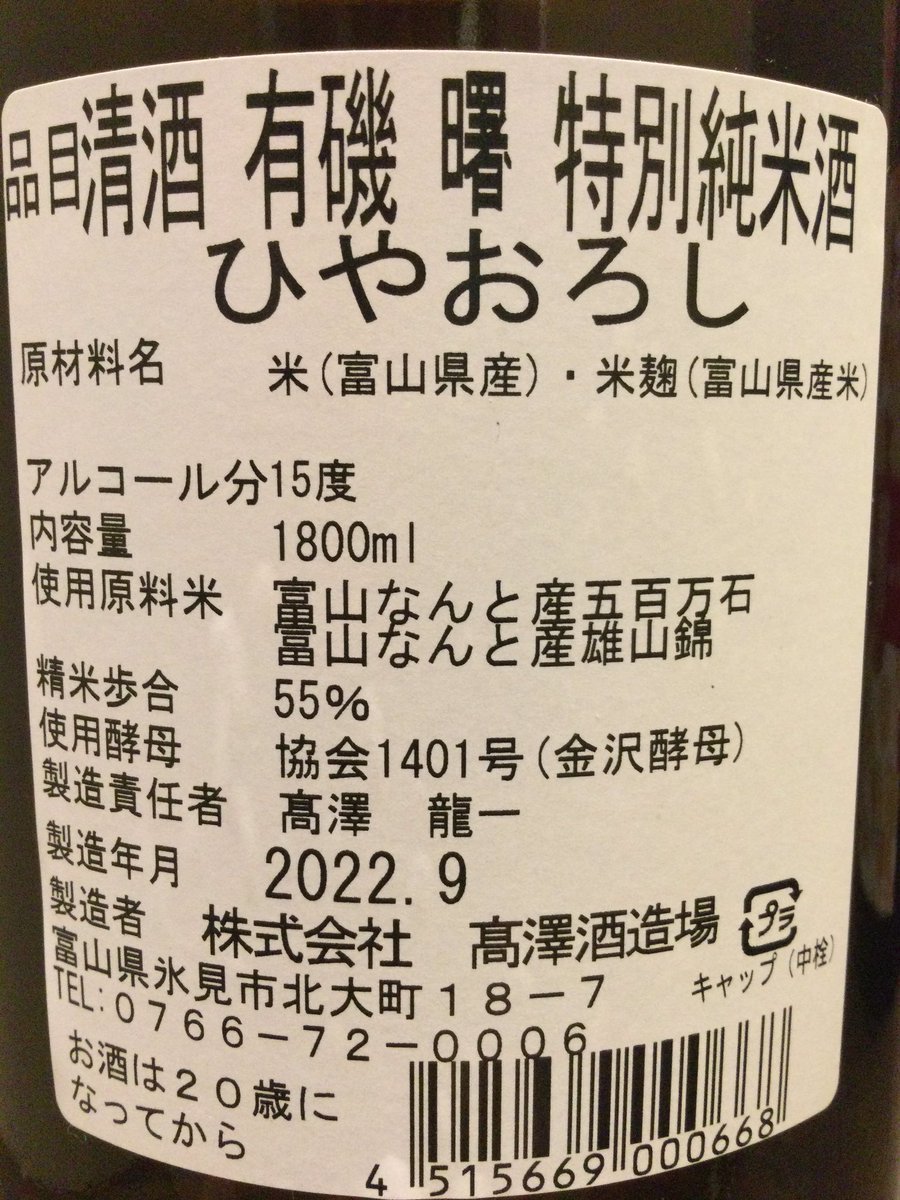 品目清酒 有磯 曙 特別純米酒
ひやおろし
原材料名 米(富山県産)・米麹(富山県産米)
アルコール分15度
内容量 1800ml
使用原料米 富山なんと産五百万石
富山なんと産雄山錦
精米歩合 55%
使用酵母 協会1401号(金沢酵母)
製造責任者 髙澤 龍一
製造年月 2022.9
製造者 株式会社 髙澤酒造場
富山県氷見市北大町18-7
TEL:0766-72-0006
プラ
キャップ(中栓)
お酒は20歳に
なってから
4 515669 000668